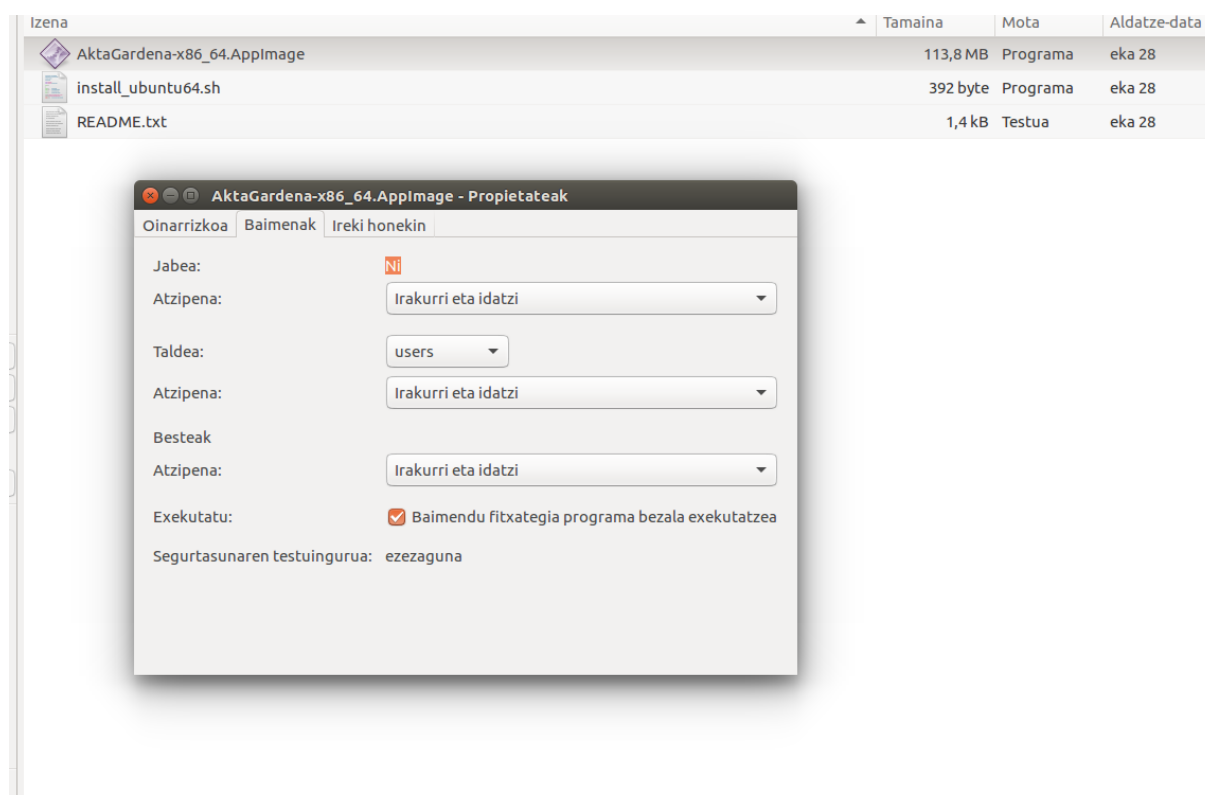 Izena Tamaina Mota Aldatze-data
AktaGardena-x86_64.AppImage 113,8 MB Programa eka 28
install_ubuntu64.sh 392 byte Programa eka 28
README.txt 1,4 kB Testua eka 28
AktaGardena-x86_64.AppImage - Propietateak
Oinarrizkoa Baimenak Ireki honekin
Jabea: Ni
Atzipena: Irakurri eta idatzi
Taldea: users
Atzipena: Irakurri eta idatzi
Besteak
Atzipena: Irakurri eta idatzi
Exekutatu: Baimendu fitxategia programa bezala exekutatzea
Segurtasunaren testuingurua: ezezaguna